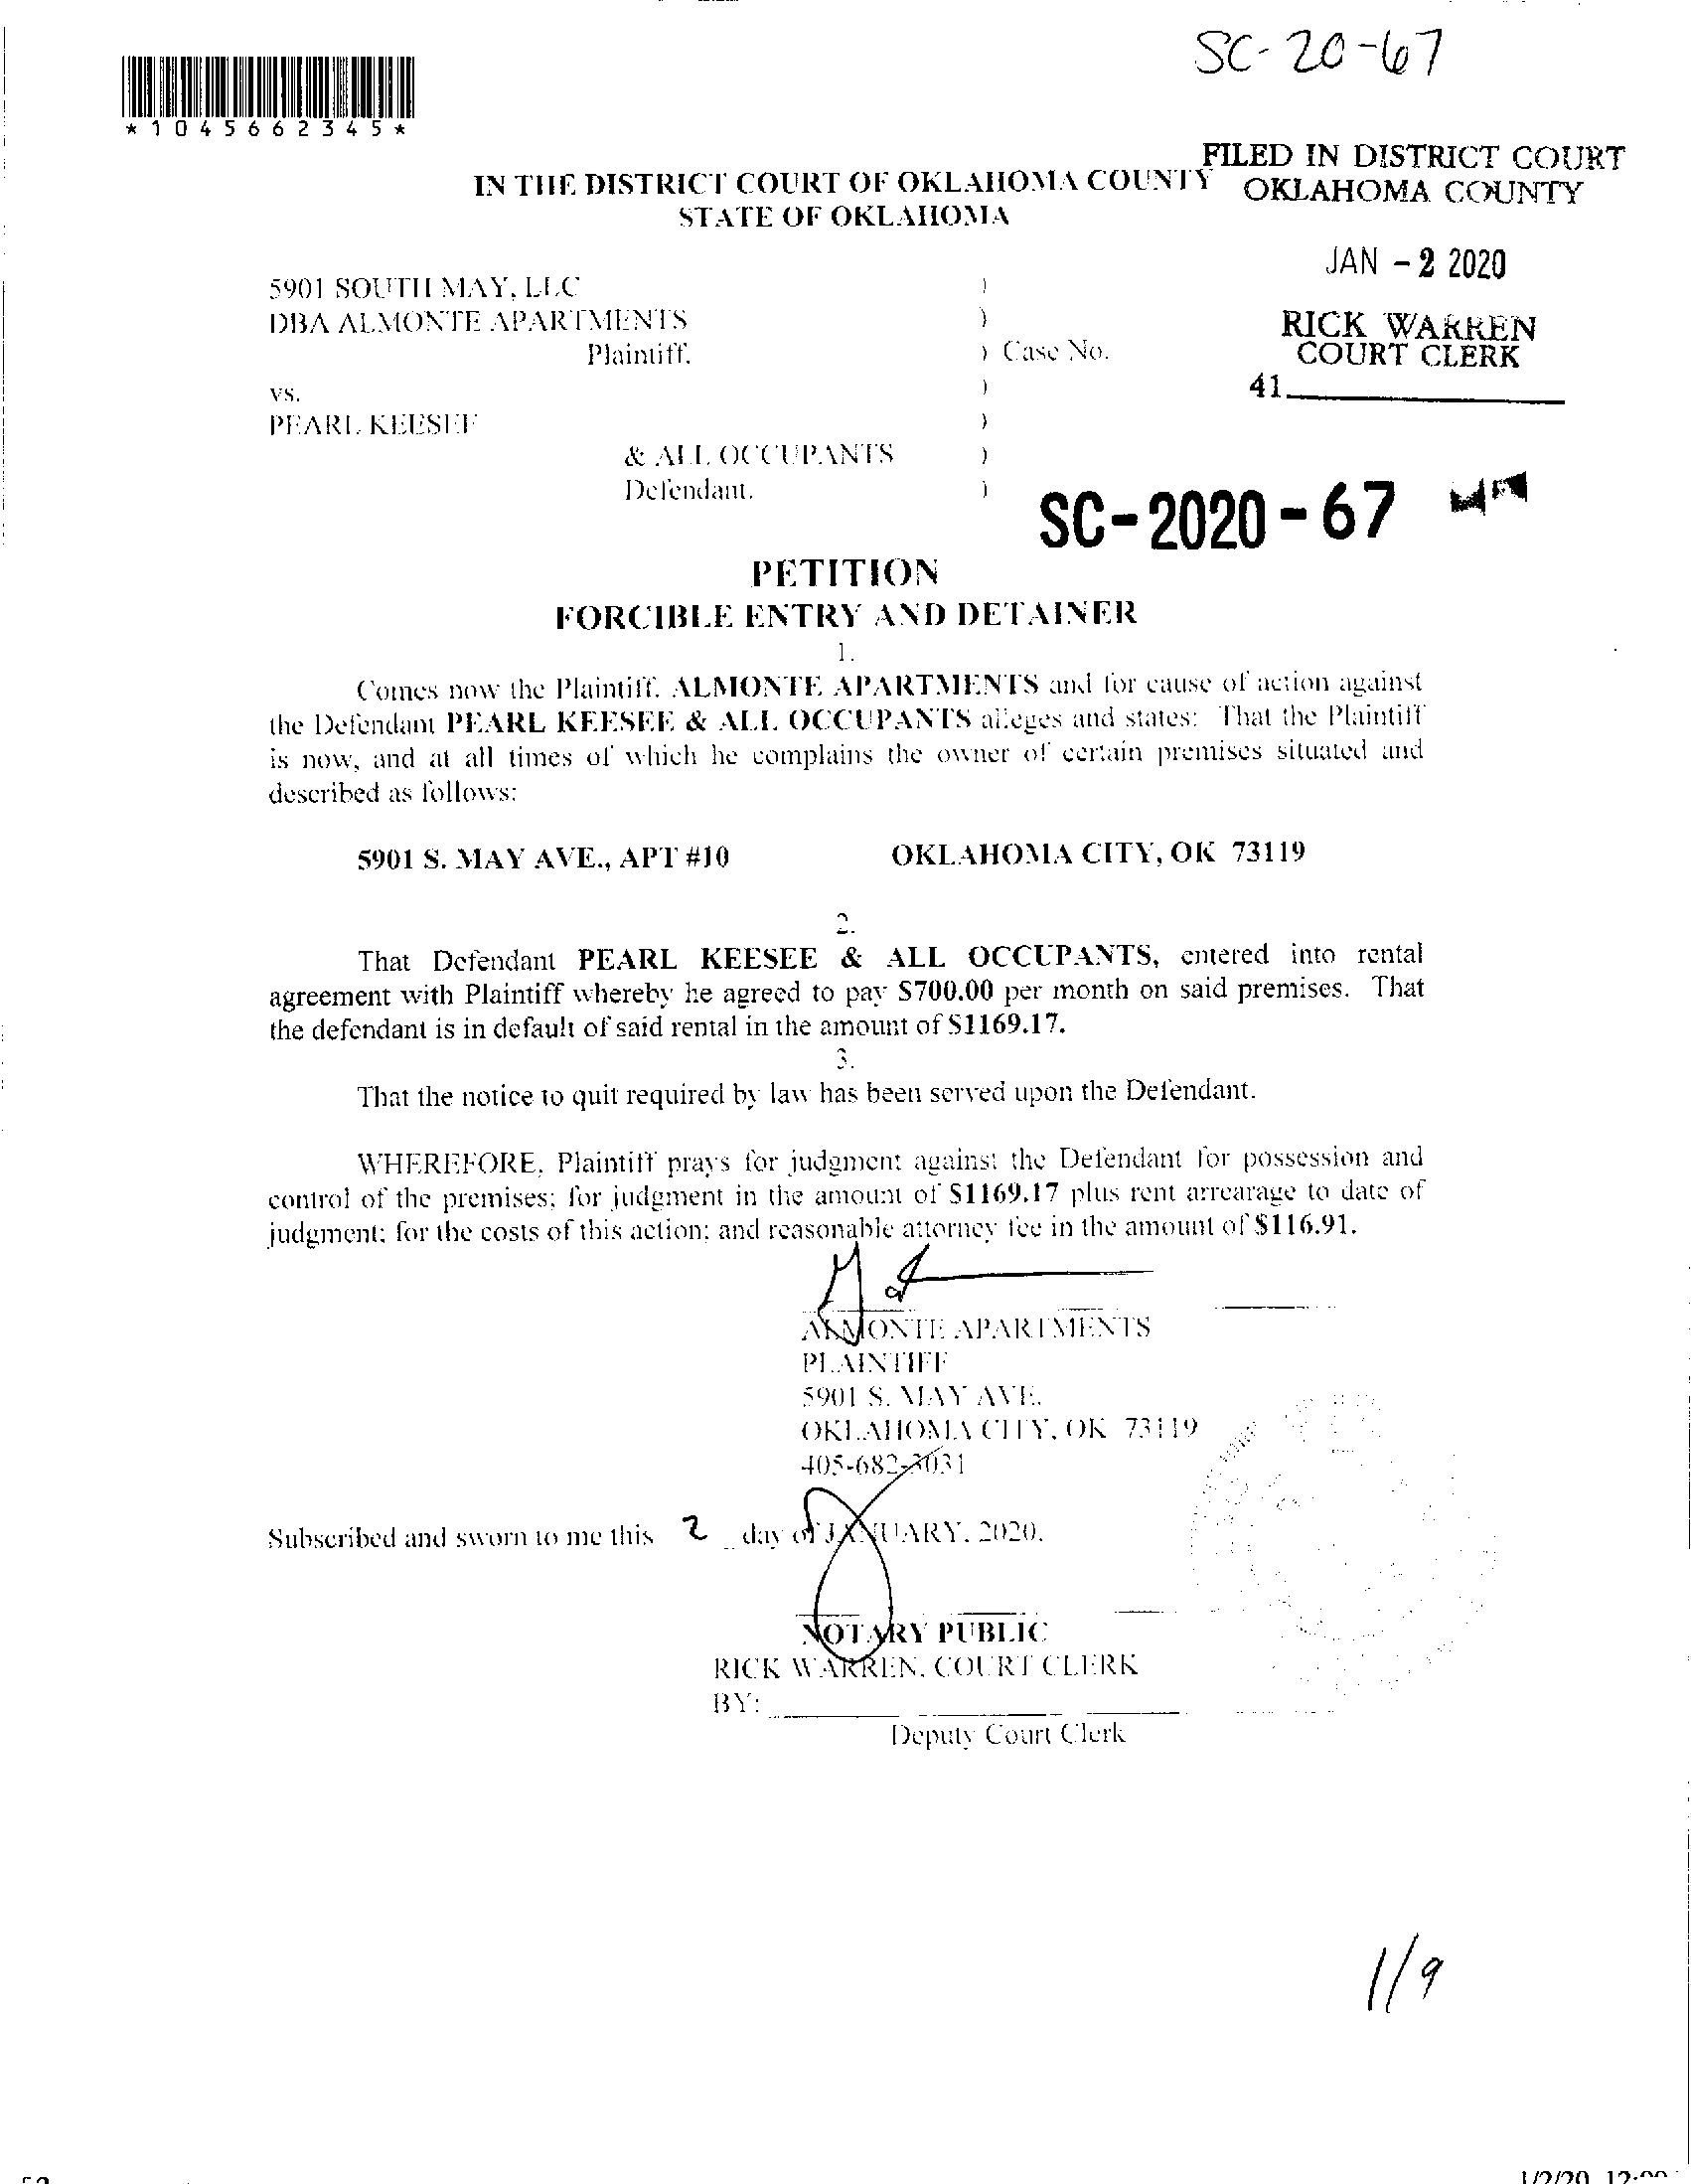 SC-20-67
*1045662345*
FILED IN DISTRICT COURT
OKLAHOMA COUNTY
IN THE DISTRICT COURT OF OKLAHOMA COUNTY
STATE OF OKLAHOMA
JAN - 2 2020
RICK WARREN
COURT CLERK
41
5901 SOUTH MAY, LLC )
DBA ALMONTE APARTMENTS )
Plaintiff, ) Case No.
vs. )
PEARL KEESEE )
& ALL OCCUPANTS )
Defendant. )
SC-2020-67
PETITION
FORCIBLE ENTRY AND DETAINER
1.
Comes now the Plaintiff, ALMONTE APARTMENTS and for cause of action against
the Defendant PEARL KEESEE & ALL OCCUPANTS alleges and states: That the Plaintiff
is now, and at all times of which he complains the owner of certain premises situated and
described as follows:
5901 S. MAY AVE., APT #10 OKLAHOMA CITY, OK 73119
2.
That Defendant PEARL KEESEE & ALL OCCUPANTS, entered into rental
agreement with Plaintiff whereby he agreed to pay $700.00 per month on said premises. That
the defendant is in default of said rental in the amount of $1169.17.
3.
That the notice to quit required by law has been served upon the Defendant.
WHEREFORE, Plaintiff prays for judgment against the Defendant for possession and
control of the premises; for judgment in the amount of $1169.17 plus rent arrearage to date of
judgment; for the costs of this action; and reasonable attorney fee in the amount of $116.91.
ALMONTE APARTMENTS
PLAINTIFF
5901 S. MAY AVE.
OKLAHOMA CITY, OK 73119
405-682-3031
Subscribed and sworn to me this 2 day of JANUARY, 2020.
NOTARY PUBLIC
RICK WARREN, COURT CLERK
BY:
Deputy Court Clerk
1/9